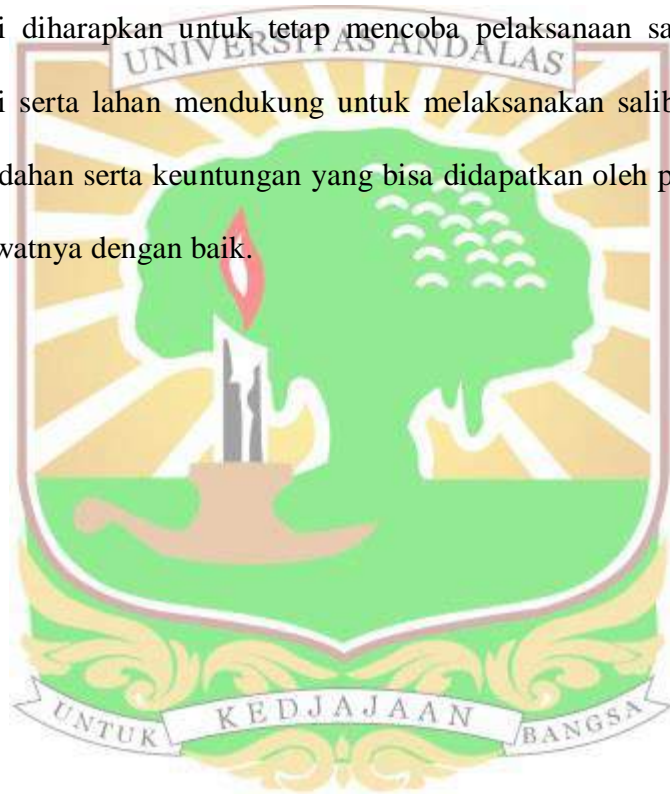 i diharapkan untuk tetap mencoba pelaksanaan sa
UNIVERSITAS ANDALAS
i serta lahan mendukung untuk melaksanakan salib
dahan serta keuntungan yang bisa didapatkan oleh p
watnya dengan baik.
UNTUK KEDJAJAAN BANGSA